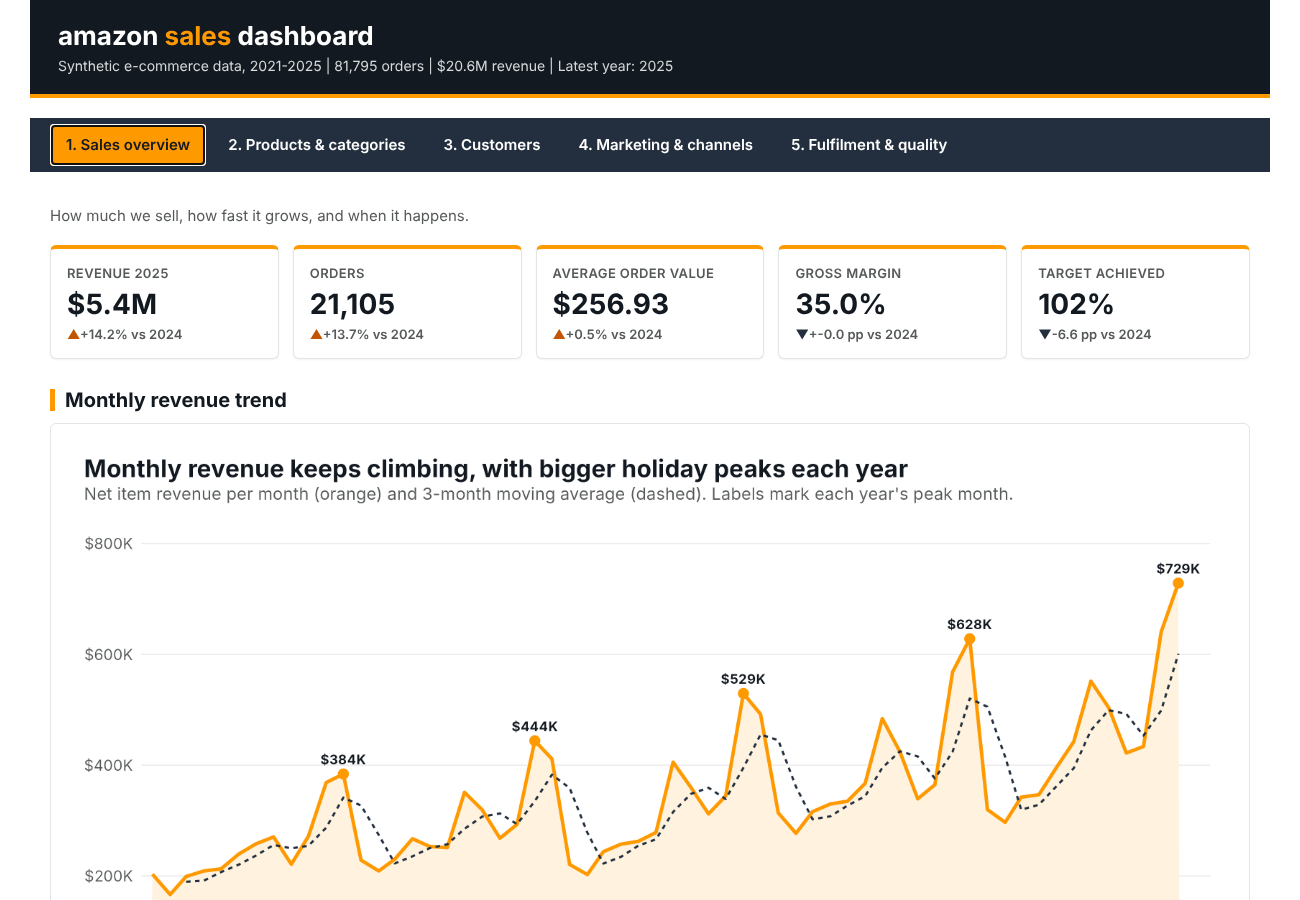 amazon sales dashboard
Synthetic e-commerce data, 2021-2025 | 81,795 orders | $20.6M revenue | Latest year: 2025
1. Sales overview
2. Products & categories
3. Customers
4. Marketing & channels
5. Fulfilment & quality
How much we sell, how fast it grows, and when it happens.
REVENUE 2025
$5.4M
▲+14.2% vs 2024
ORDERS
21,105
▲+13.7% vs 2024
AVERAGE ORDER VALUE
$256.93
▲+0.5% vs 2024
GROSS MARGIN
35.0%
▼+-0.0 pp vs 2024
TARGET ACHIEVED
102%
▼-6.6 pp vs 2024
Monthly revenue trend
Monthly revenue keeps climbing, with bigger holiday peaks each year
Net item revenue per month (orange) and 3-month moving average (dashed). Labels mark each year's peak month.
$800K
$729K
$628K
$600K
$529K
$444K
$384K
$400K
$200K